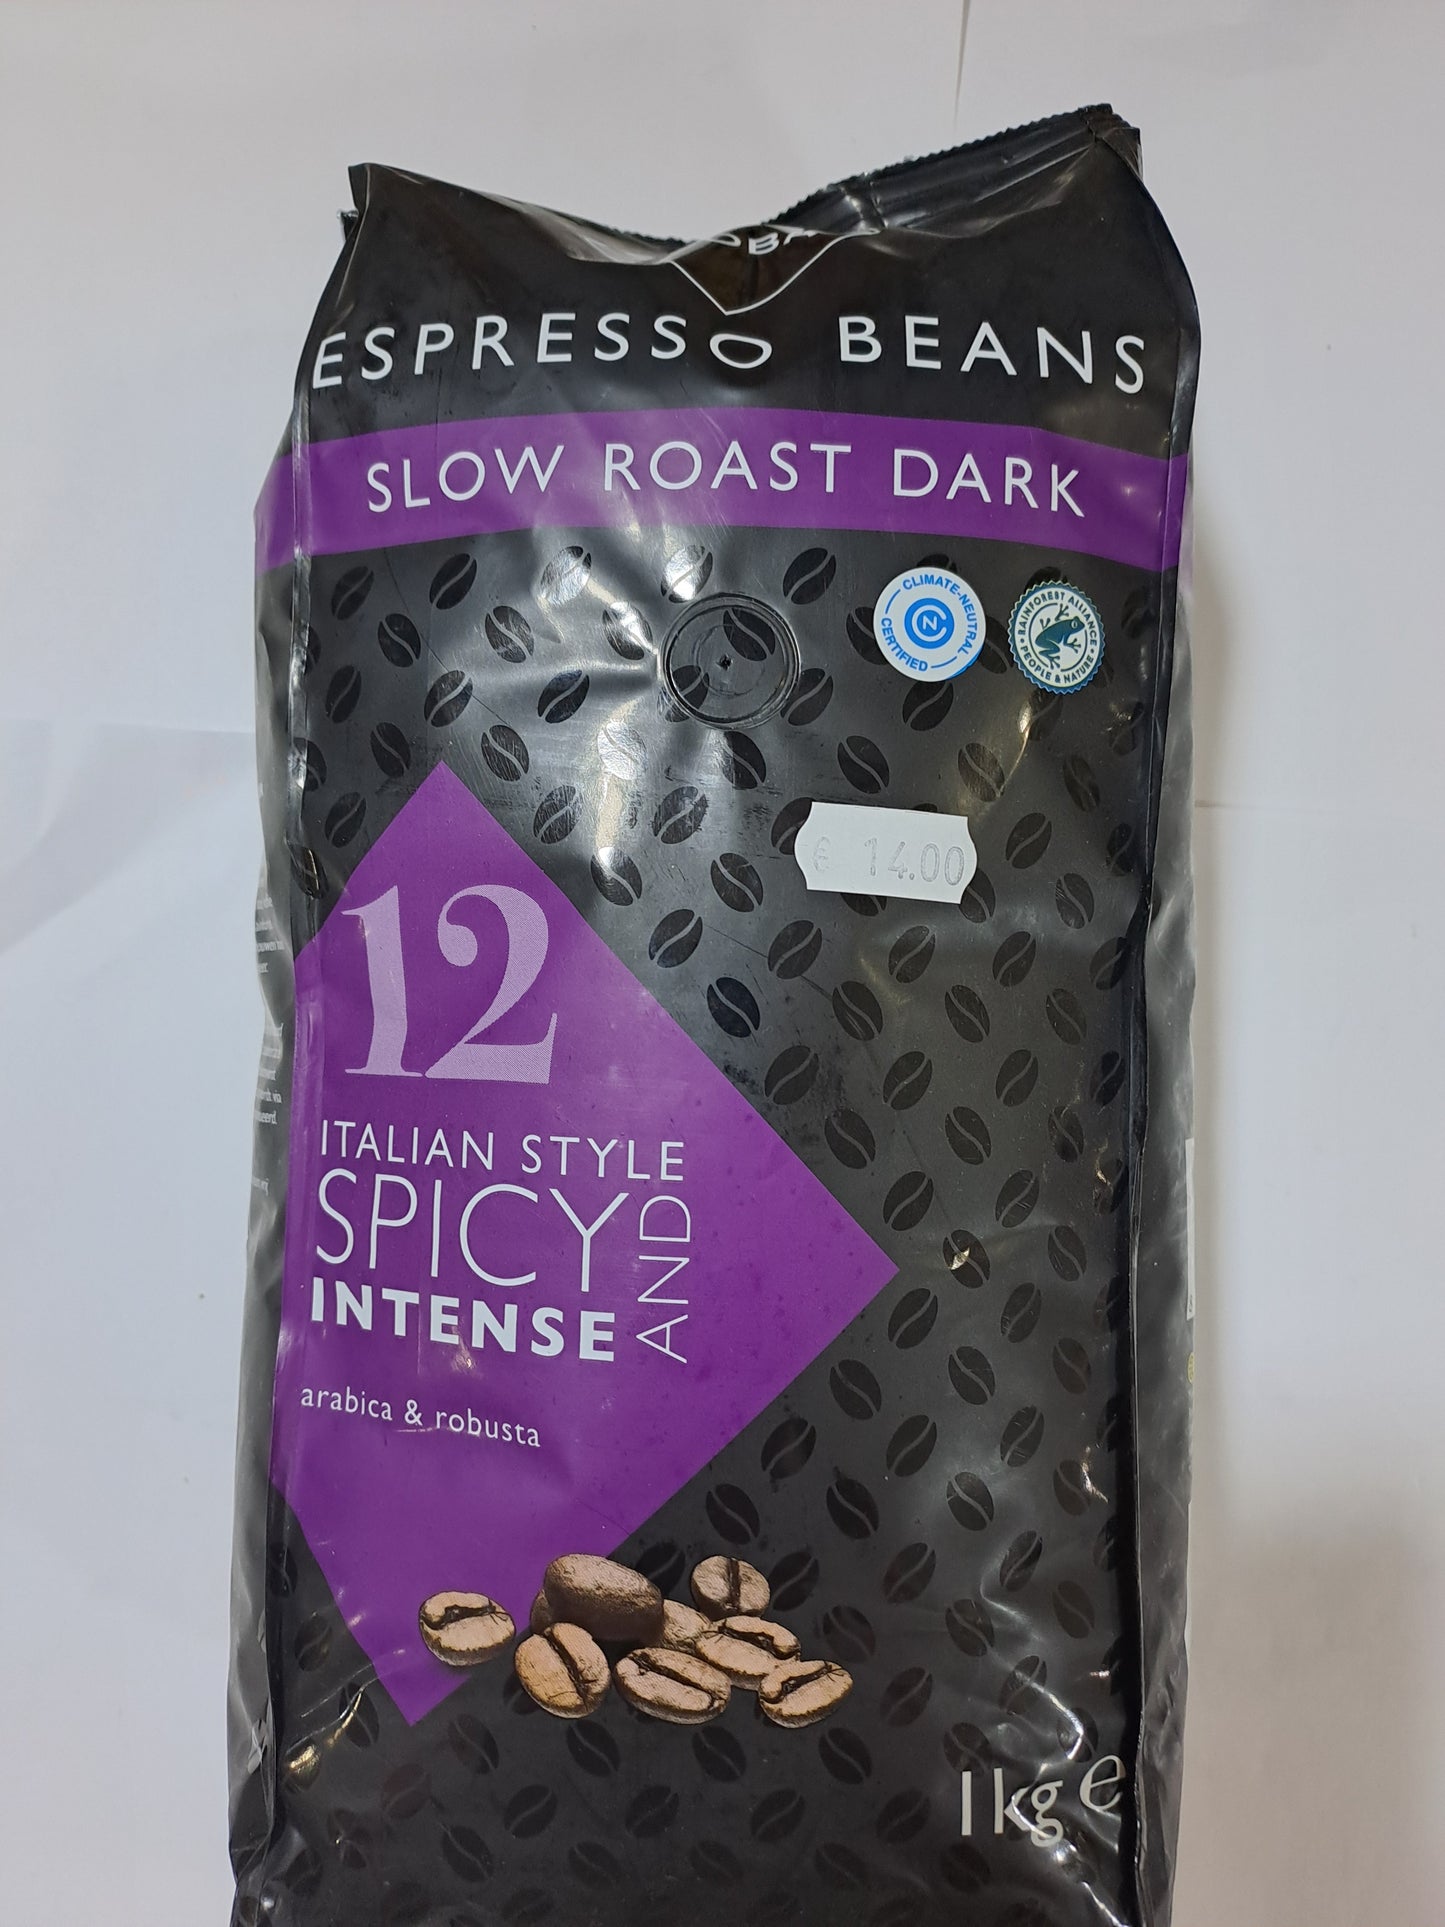 ESPRESSO BEANS
SLOW ROAST DARK
CLIMATE-NEUTRAL
CERTIFIED
RAINFOREST ALLIANCE
PEOPLE & NATURE
€ 14.00
12
ITALIAN STYLE
SPICY AND
INTENSE
arabica & robusta
1kg e